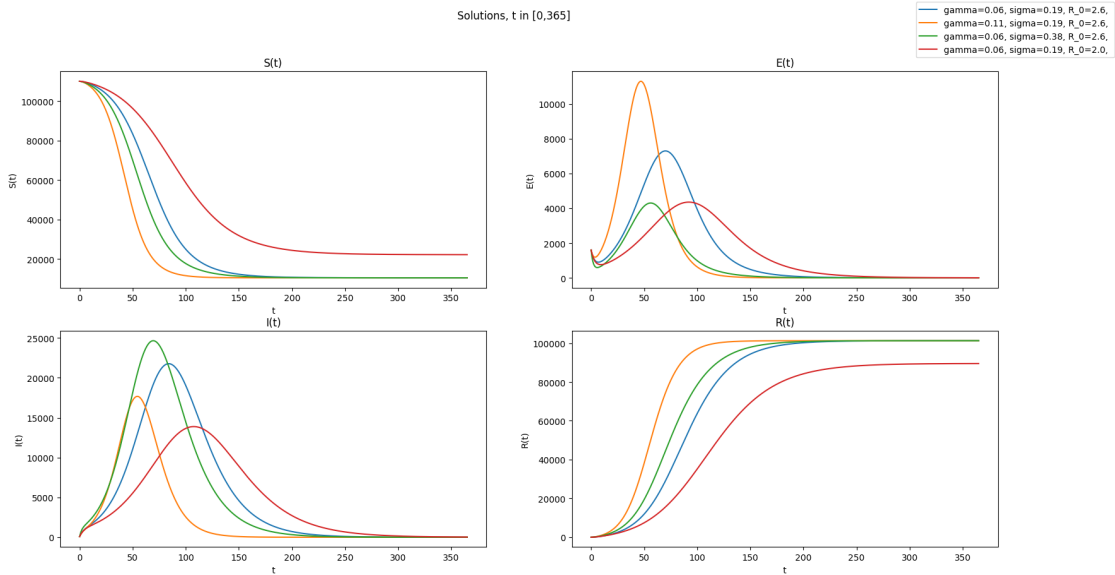 Solutions, t in [0,365]
gamma=0.06, sigma=0.19, R_0=2.6,
gamma=0.11, sigma=0.19, R_0=2.6,
gamma=0.06, sigma=0.38, R_0=2.6,
gamma=0.06, sigma=0.19, R_0=2.0,
S(t)
S(t)
100000
80000
60000
40000
20000
0 50 100 150 200 250 300 350
t
E(t)
E(t)
10000
8000
6000
4000
2000
0
0 50 100 150 200 250 300 350
t
I(t)
I(t)
25000
20000
15000
10000
5000
0
0 50 100 150 200 250 300 350
t
R(t)
R(t)
100000
80000
60000
40000
20000
0
0 50 100 150 200 250 300 350
t